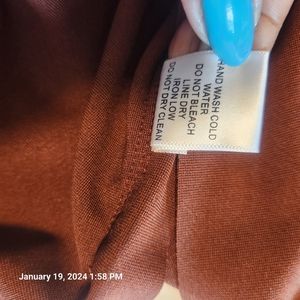 HAND WASH COLD
WATER
DO NOT BLEACH
LINE DRY
IRON LOW
DO NOT DRY CLEAN
January 19, 2024 1:58 PM